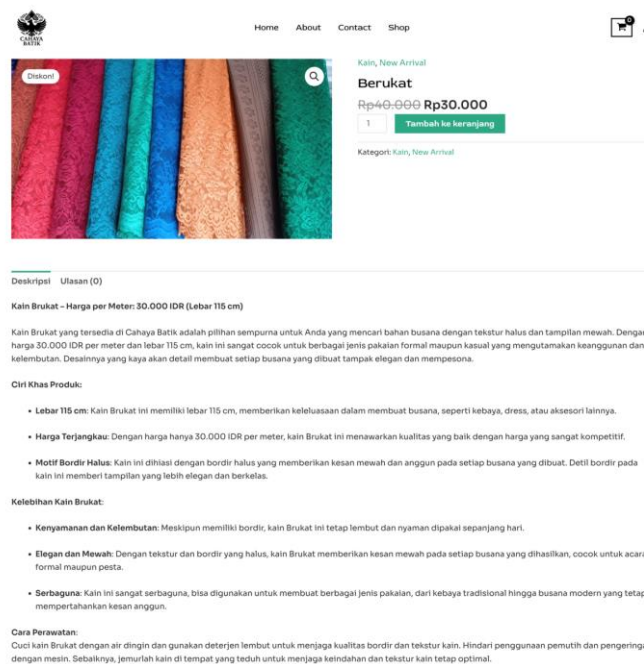 CAHAYA
BATIK
Home About Contact Shop
0
Diskon!
Kain, New Arrival
Berukat
Rp40.000 Rp30.000
1 Tambah ke keranjang
Kategori: Kain, New Arrival
Deskripsi Ulasan (0)
Kain Brukat – Harga per Meter: 30.000 IDR (Lebar 115 cm)
Kain Brukat yang tersedia di Cahaya Batik adalah pilihan sempurna untuk Anda yang mencari bahan busana dengan tekstur halus dan tampilan mewah. Dengan
harga 30.000 IDR per meter dan lebar 115 cm, kain ini sangat cocok untuk berbagai jenis pakaian formal maupun kasual yang mengutamakan keanggunan dan
kelembutan. Desainnya yang kaya akan detail membuat setiap busana yang dibuat tampak elegan dan mempesona.
Ciri Khas Produk:
• Lebar 115 cm: Kain Brukat ini memiliki lebar 115 cm, memberikan keleluasaan dalam membuat busana, seperti kebaya, dress, atau aksesori lainnya.
• Harga Terjangkau: Dengan harga hanya 30.000 IDR per meter, kain Brukat ini menawarkan kualitas yang baik dengan harga yang sangat kompetitif.
• Motif Bordir Halus: Kain ini dihiasi dengan bordir halus yang memberikan kesan mewah dan anggun pada setiap busana yang dibuat. Detil bordir pada
kain ini memberi tampilan yang lebih elegan dan berkelas.
Kelebihan Kain Brukat:
• Kenyamanan dan Kelembutan: Meskipun memiliki bordir, kain Brukat ini tetap lembut dan nyaman dipakai sepanjang hari.
• Elegan dan Mewah: Dengan tekstur dan bordir yang halus, kain Brukat memberikan kesan mewah pada setiap busana yang dihasilkan, cocok untuk acara
formal maupun pesta.
• Serbaguna: Kain ini sangat serbaguna, bisa digunakan untuk membuat berbagai jenis pakaian, dari kebaya tradisional hingga busana modern yang tetap
mempertahankan kesan anggun.
Cara Perawatan:
Cuci kain Brukat dengan air dingin dan gunakan deterjen lembut untuk menjaga kualitas bordir dan tekstur kain. Hindari penggunaan pemutih dan pengeringa
dengan mesin. Sebaiknya, jemurlah kain di tempat yang teduh untuk menjaga keindahan dan tekstur kain tetap optimal.